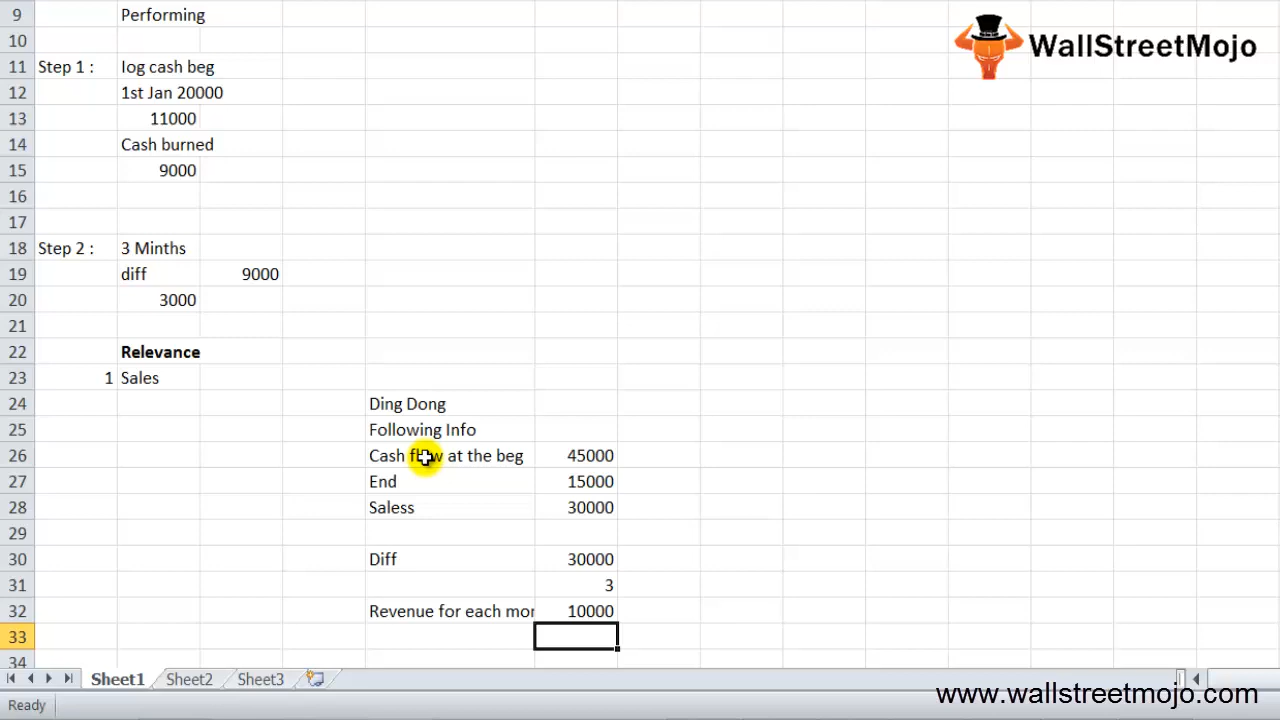 9 Performing
WallStreetMojo
10
11 Step 1 : log cash beg
12 1st Jan 20000
13 11000
14 Cash burned
15 9000
16
17
18 Step 2 : 3 Minths
19 diff 9000
20 3000
21
22 Relevance
23 1 Sales
24 Ding Dong
25 Following Info
26 Cash flow at the beg 45000
27 End 15000
28 Saless 30000
29
30 Diff 30000
31 3
32 Revenue for each mor 10000
33
34
Sheet1 Sheet2 Sheet3
www.wallstreetmojo.com
Ready